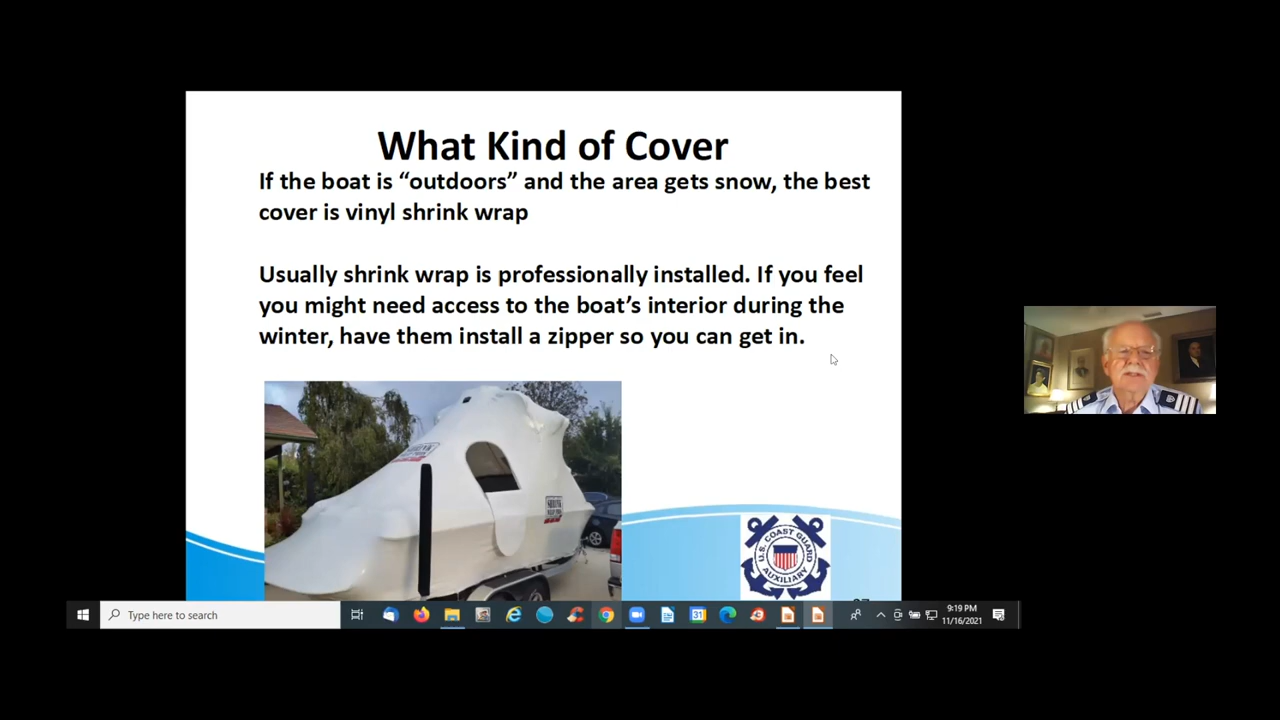 What Kind of Cover
If the boat is “outdoors” and the area gets snow, the best
cover is vinyl shrink wrap
Usually shrink wrap is professionally installed. If you feel
you might need access to the boat’s interior during the
winter, have them install a zipper so you can get in.
SHRINK
U.S. COAST GUARD
AUXILIARY
Type here to search
31
9:19 PM
11/16/2021